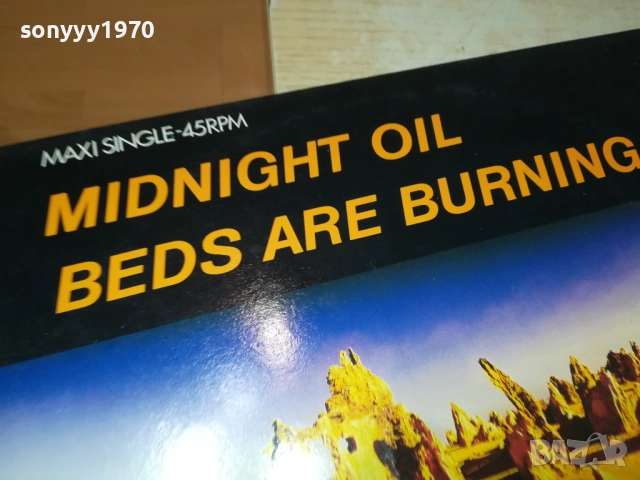 sonyyy1970
MAXI SINGLE-45RPM
MIDNIGHT OIL
BEDS ARE BURNING
BAZAR